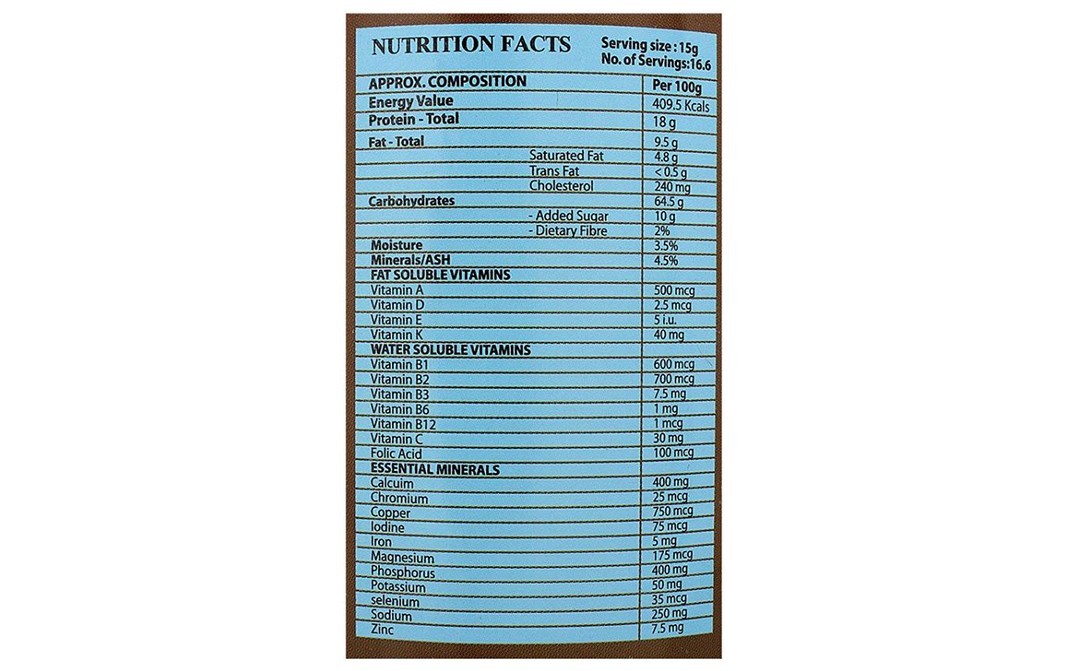 NUTRITION FACTS Serving size : 15g
No. of Servings:16.6
APPROX. COMPOSITION Per 100g
Energy Value 409.5 Kcals
Protein - Total 18 g
Fat - Total 9.5 g
Saturated Fat 4.8 g
Trans Fat < 0.5 g
Cholesterol 240 mg
Carbohydrates 64.5 g
- Added Sugar 10 g
- Dietary Fibre 2%
Moisture 3.5%
Minerals/ASH 4.5%
FAT SOLUBLE VITAMINS
Vitamin A 500 mcg
Vitamin D 2.5 mcg
Vitamin E 5 i.u.
Vitamin K 40 mg
WATER SOLUBLE VITAMINS
Vitamin B1 600 mcg
Vitamin B2 700 mcg
Vitamin B3 7.5 mg
Vitamin B6 1 mg
Vitamin B12 1 mcg
Vitamin C 30 mg
Folic Acid 100 mcg
ESSENTIAL MINERALS
Calcuim 400 mg
Chromium 25 mcg
Copper 750 mcg
Iodine 75 mcg
Iron 5 mg
Magnesium 175 mcg
Phosphorus 400 mg
Potassium 50 mg
selenium 35 mcg
Sodium 250 mg
Zinc 7.5 mg